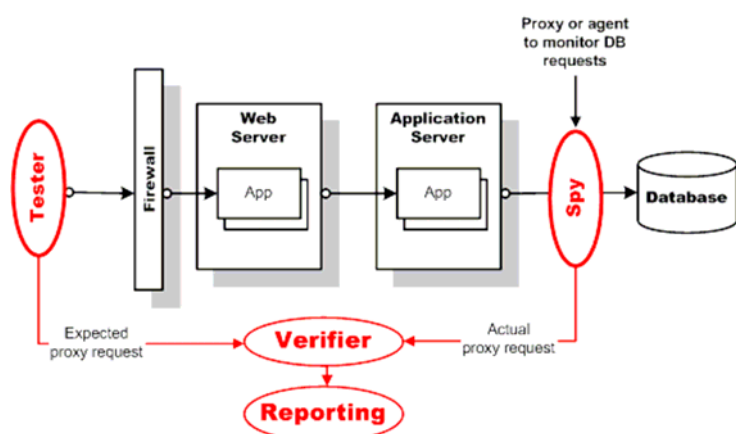 Proxy or agent
to monitor DB
requests
Tester
Firewall
Web
Server
App
Application
Server
App
Spy
Database
Expected
proxy request
Verifier
Actual
proxy request
Reporting